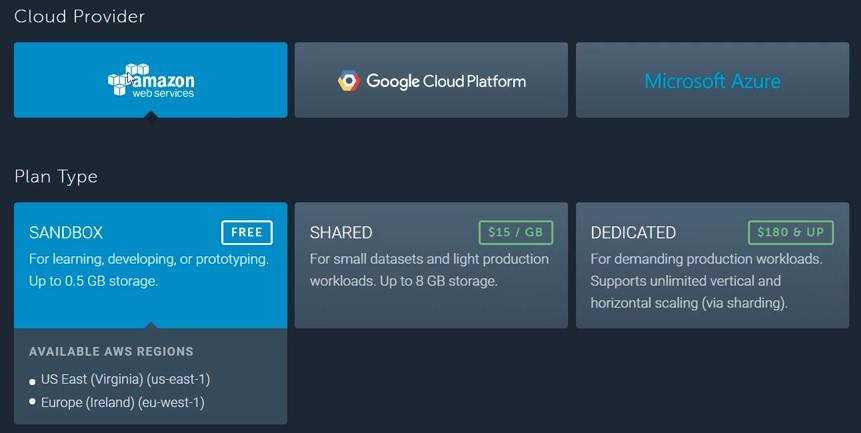 Cloud Provider
amazon
web services
Google Cloud Platform
Microsoft Azure
Plan Type
SANDBOX
FREE
For learning, developing, or prototyping.
Up to 0.5 GB storage.
SHARED
$15 / GB
For small datasets and light production
workloads. Up to 8 GB storage.
DEDICATED
$180 & UP
For demanding production workloads.
Supports unlimited vertical and
horizontal scaling (via sharding).
AVAILABLE AWS REGIONS
US East (Virginia) (us-east-1)
Europe (Ireland) (eu-west-1)